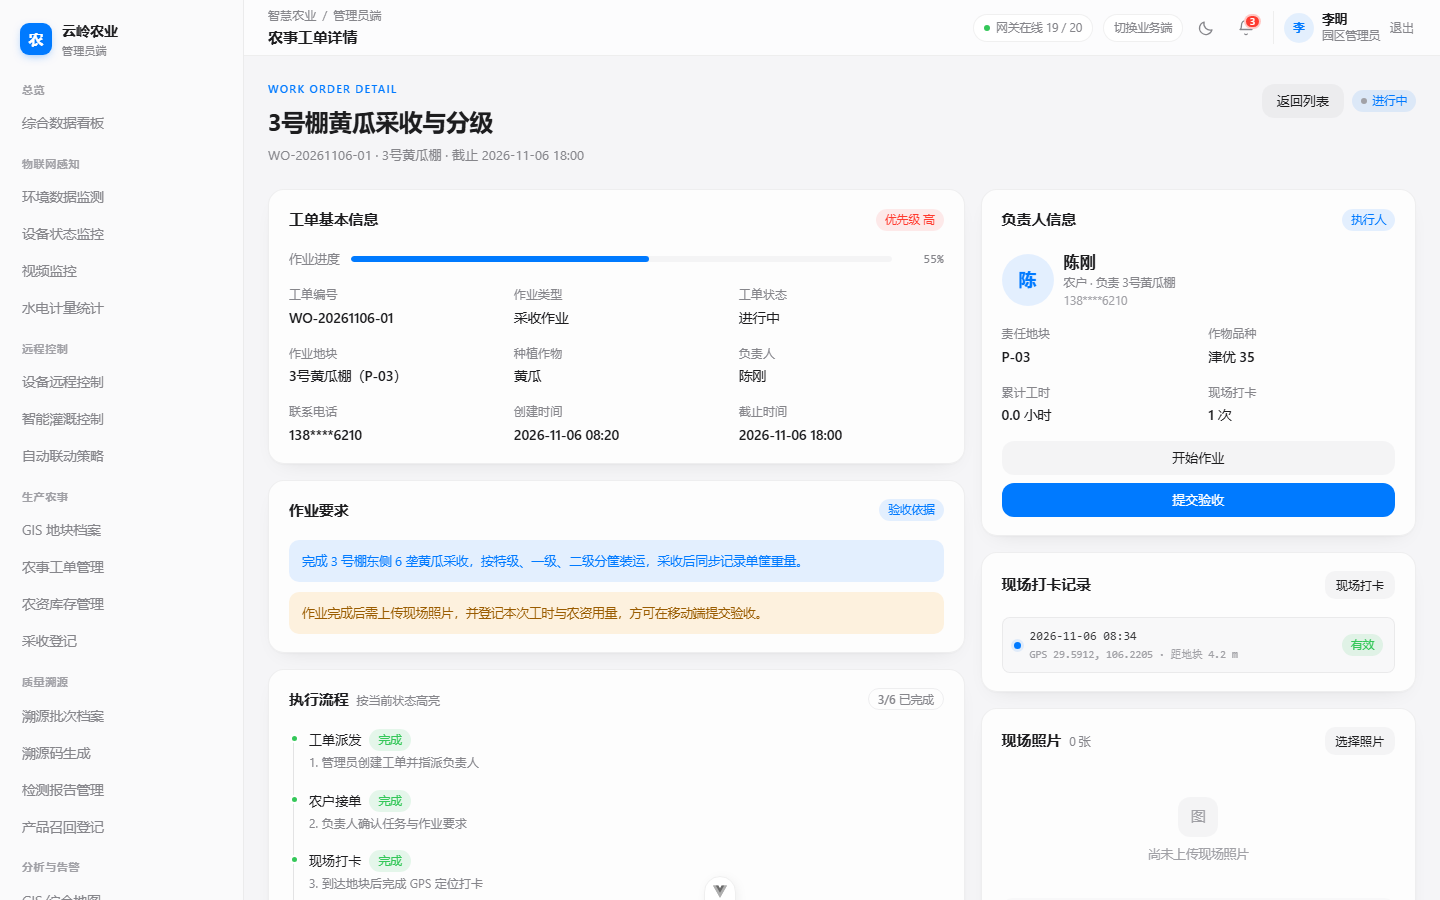 农
云岭农业
管理员端
总览
综合数据看板
物联网感知
环境数据监测
设备状态监控
视频监控
水电计量统计
远程控制
设备远程控制
智能灌溉控制
自动联动策略
生产农事
GIS 地块档案
农事工单管理
农资库存管理
采收登记
质量溯源
溯源批次档案
溯源码生成
检测报告管理
产品召回登记
分析与告警
GIS 综合地图
智慧农业 / 管理员端
农事工单详情
网关在线 19 / 20
切换业务端
3
李
李明
园区管理员
退出
WORK ORDER DETAIL
3号棚黄瓜采收与分级
WO-20261106-01 · 3号黄瓜棚 · 截止 2026-11-06 18:00
返回列表
进行中
工单基本信息
优先级 高
作业进度
55%
工单编号
作业类型
工单状态
WO-20261106-01
采收作业
进行中
作业地块
种植作物
负责人
3号黄瓜棚（P-03）
黄瓜
陈刚
联系电话
创建时间
截止时间
138****6210
2026-11-06 08:20
2026-11-06 18:00
作业要求
验收依据
完成 3 号棚东侧 6 垄黄瓜采收，按特级、一级、二级分筐装运，采收后同步记录单筐重量。
作业完成后需上传现场照片，并登记本次工时与农资用量，方可在移动端提交验收。
执行流程 按当前状态高亮
3/6 已完成
工单派发 完成
1. 管理员创建工单并指派负责人
农户接单 完成
2. 负责人确认任务与作业要求
现场打卡 完成
3. 到达地块后完成 GPS 定位打卡
负责人信息
执行人
陈
陈刚
农户 · 负责 3号黄瓜棚
138****6210
责任地块
作物品种
P-03
津优 35
累计工时
现场打卡
0.0 小时
1 次
开始作业
提交验收
现场打卡记录
现场打卡
2026-11-06 08:34
GPS 29.5912, 106.2205 · 距地块 4.2 m
有效
现场照片 0 张
选择照片
图
尚未上传现场照片